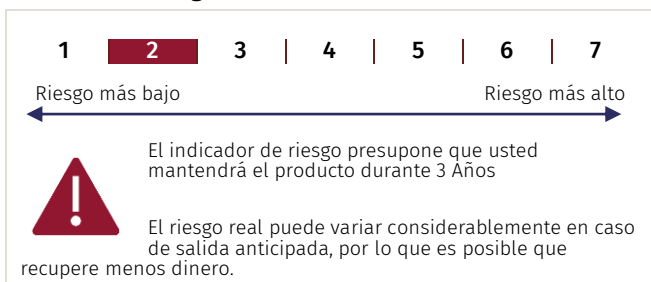 1 2 3 4 5 6 7
Riesgo más bajo Riesgo más alto
El indicador de riesgo presupone que usted
mantendrá el producto durante 3 Años
El riesgo real puede variar considerablemente en caso
de salida anticipada, por lo que es posible que
recupere menos dinero.